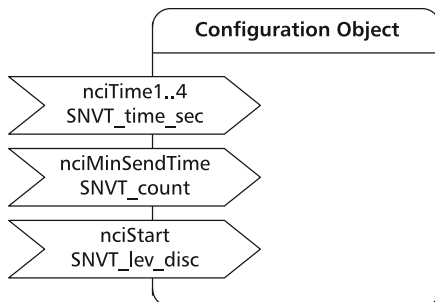 Configuration Object
nciTime1..4
SNVT_time_sec
nciMinSendTime
SNVT_count
nciStart
SNVT_lev_disc